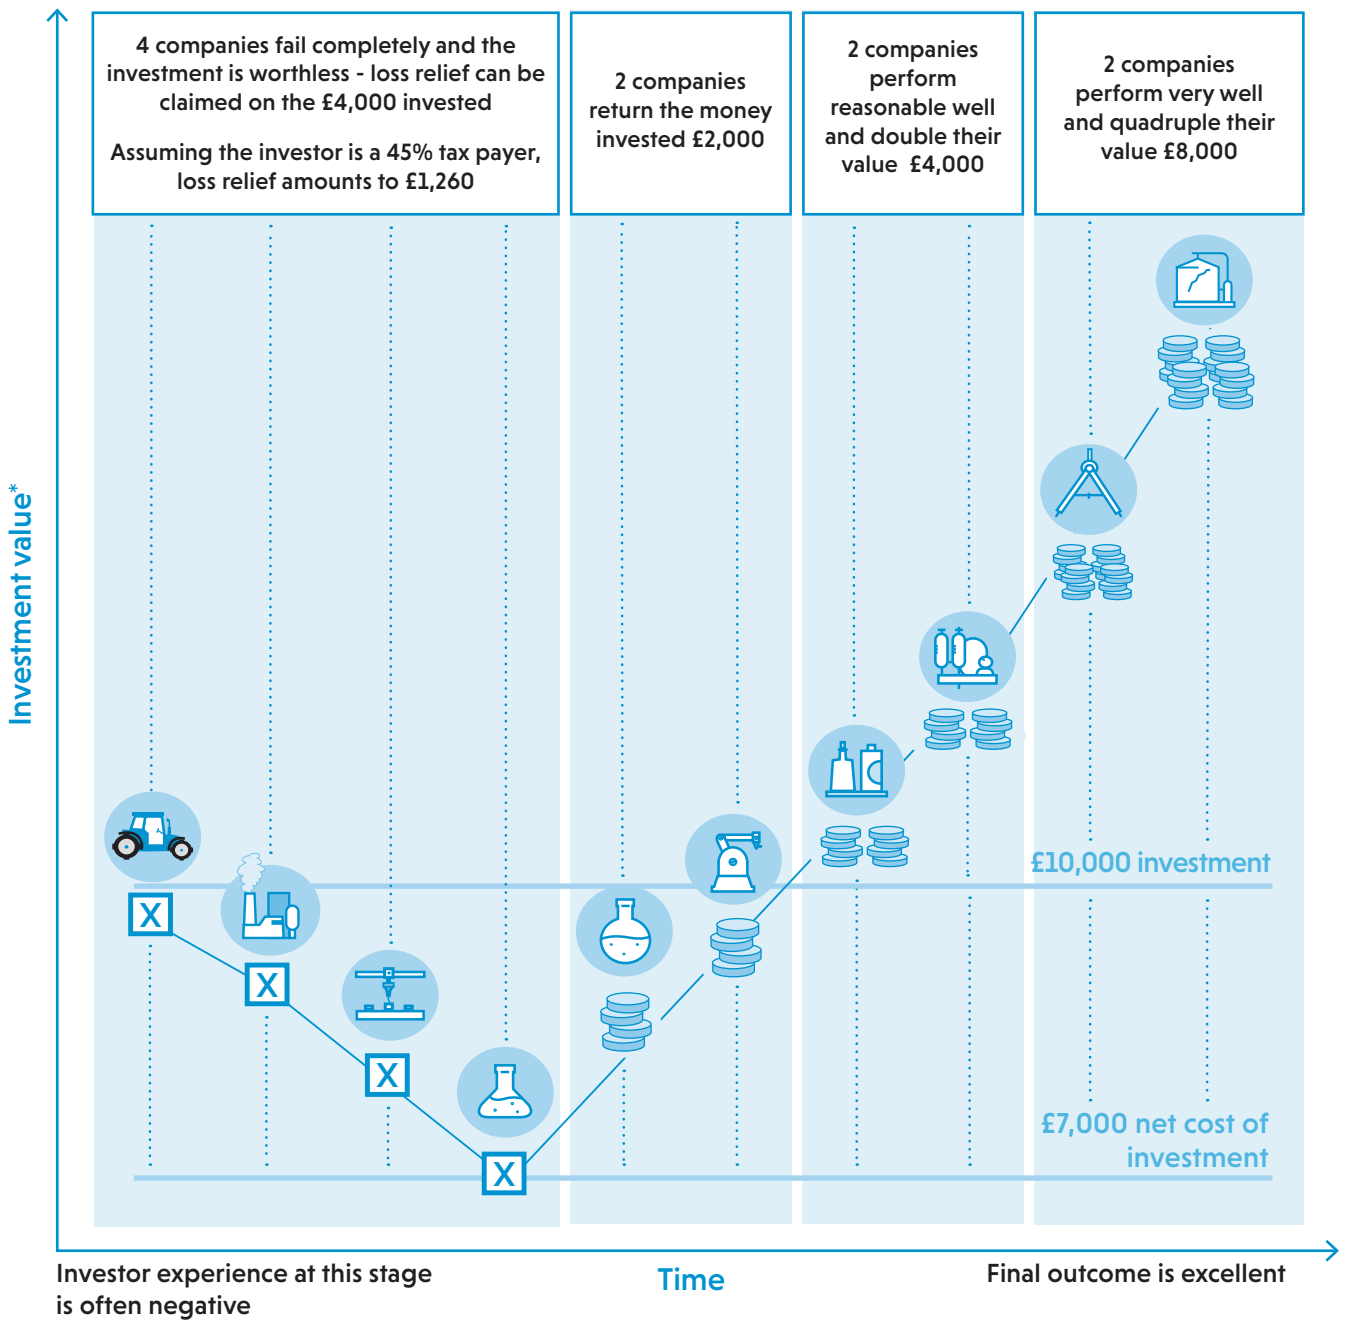 4 companies fail completely and the
investment is worthless - loss relief can be
claimed on the £4,000 invested
Assuming the investor is a 45% tax payer,
loss relief amounts to £1,260
2 companies
return the money
invested £2,000
2 companies
perform
reasonable well
and double their
value £4,000
2 companies
perform very well
and quadruple their
value £8,000
Investment value*
£10,000 investment
X
X
X
X
£7,000 net cost of
investment
Investor experience at this stage
is often negative
Time
Final outcome is excellent